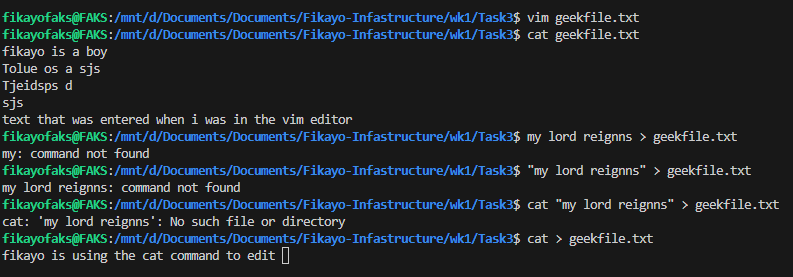 fikayofaks@FAKS:/mnt/d/Documents/Documents/Fikayo-Infastructure/wk1/Task3$ vim geekfile.txt
fikayofaks@FAKS:/mnt/d/Documents/Documents/Fikayo-Infastructure/wk1/Task3$ cat geekfile.txt
fikayo is a boy
Tolue os a sjs
Tjeidsps d
sjs
text that was entered when i was in the vim editor
fikayofaks@FAKS:/mnt/d/Documents/Documents/Fikayo-Infastructure/wk1/Task3$ my lord reignns > geekfile.txt
my: command not found
fikayofaks@FAKS:/mnt/d/Documents/Documents/Fikayo-Infastructure/wk1/Task3$ "my lord reignns" > geekfile.txt
my lord reignns: command not found
fikayofaks@FAKS:/mnt/d/Documents/Documents/Fikayo-Infastructure/wk1/Task3$ cat "my lord reignns" > geekfile.txt
cat: 'my lord reignns': No such file or directory
fikayofaks@FAKS:/mnt/d/Documents/Documents/Fikayo-Infastructure/wk1/Task3$ cat > geekfile.txt
fikayo is using the cat command to edit